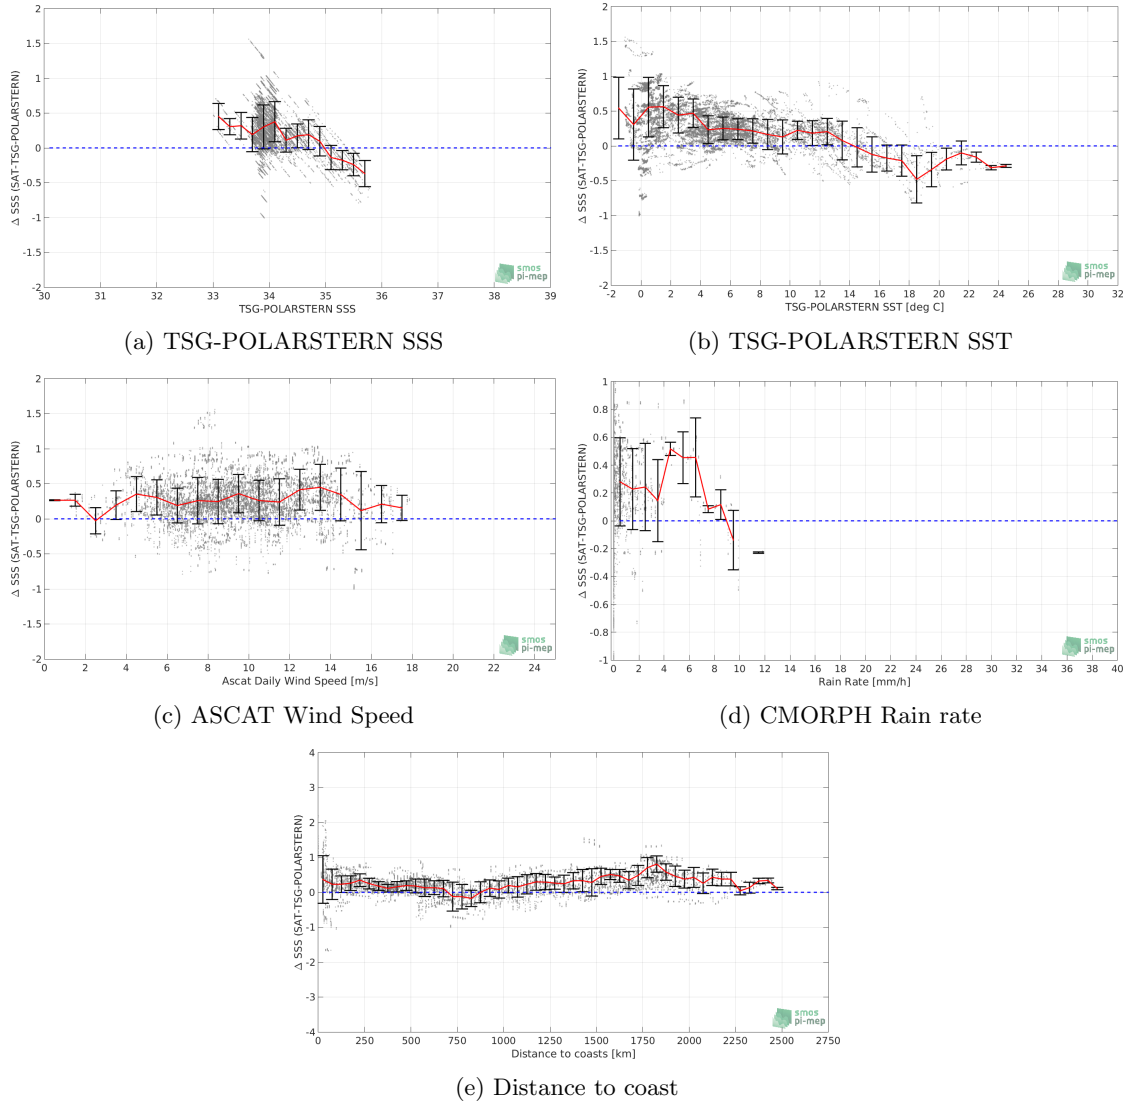 2
1.5
1
0.5
0
-0.5
-1
-1.5
-2
Δ SSS (SAT-TSG-POLARSTERN)
30 31 32 33 34 35 36 37 38 39
TSG-POLARSTERN SSS
smos
pi-mep
(a) TSG-POLARSTERN SSS
2
1.5
1
0.5
0
-0.5
-1
-1.5
-2
Δ SSS (SAT-TSG-POLARSTERN)
-2 0 2 4 6 8 10 12 14 16 18 20 22 24 26 28 30 32
TSG-POLARSTERN SST [deg C]
smos
pi-mep
(b) TSG-POLARSTERN SST
2
1.5
1
0.5
0
-0.5
-1
-1.5
-2
Δ SSS (SAT-TSG-POLARSTERN)
0 2 4 6 8 10 12 14 16 18 20 22 24
Ascat Daily Wind Speed [m/s]
smos
pi-mep
(c) ASCAT Wind Speed
1
0.8
0.6
0.4
0.2
0
-0.2
-0.4
-0.6
-0.8
-1
Δ SSS (SAT-TSG-POLARSTERN)
0 2 4 6 8 10 12 14 16 18 20 22 24 26 28 30 32 34 36 38 40
Rain Rate [mm/h]
smos
pi-mep
(d) CMORPH Rain rate
4
3
2
1
0
-1
-2
-3
-4
Δ SSS (SAT-TSG-POLARSTERN)
0 250 500 750 1000 1250 1500 1750 2000 2250 2500 2750
Distance to coasts [km]
smos
pi-mep
(e) Distance to coast